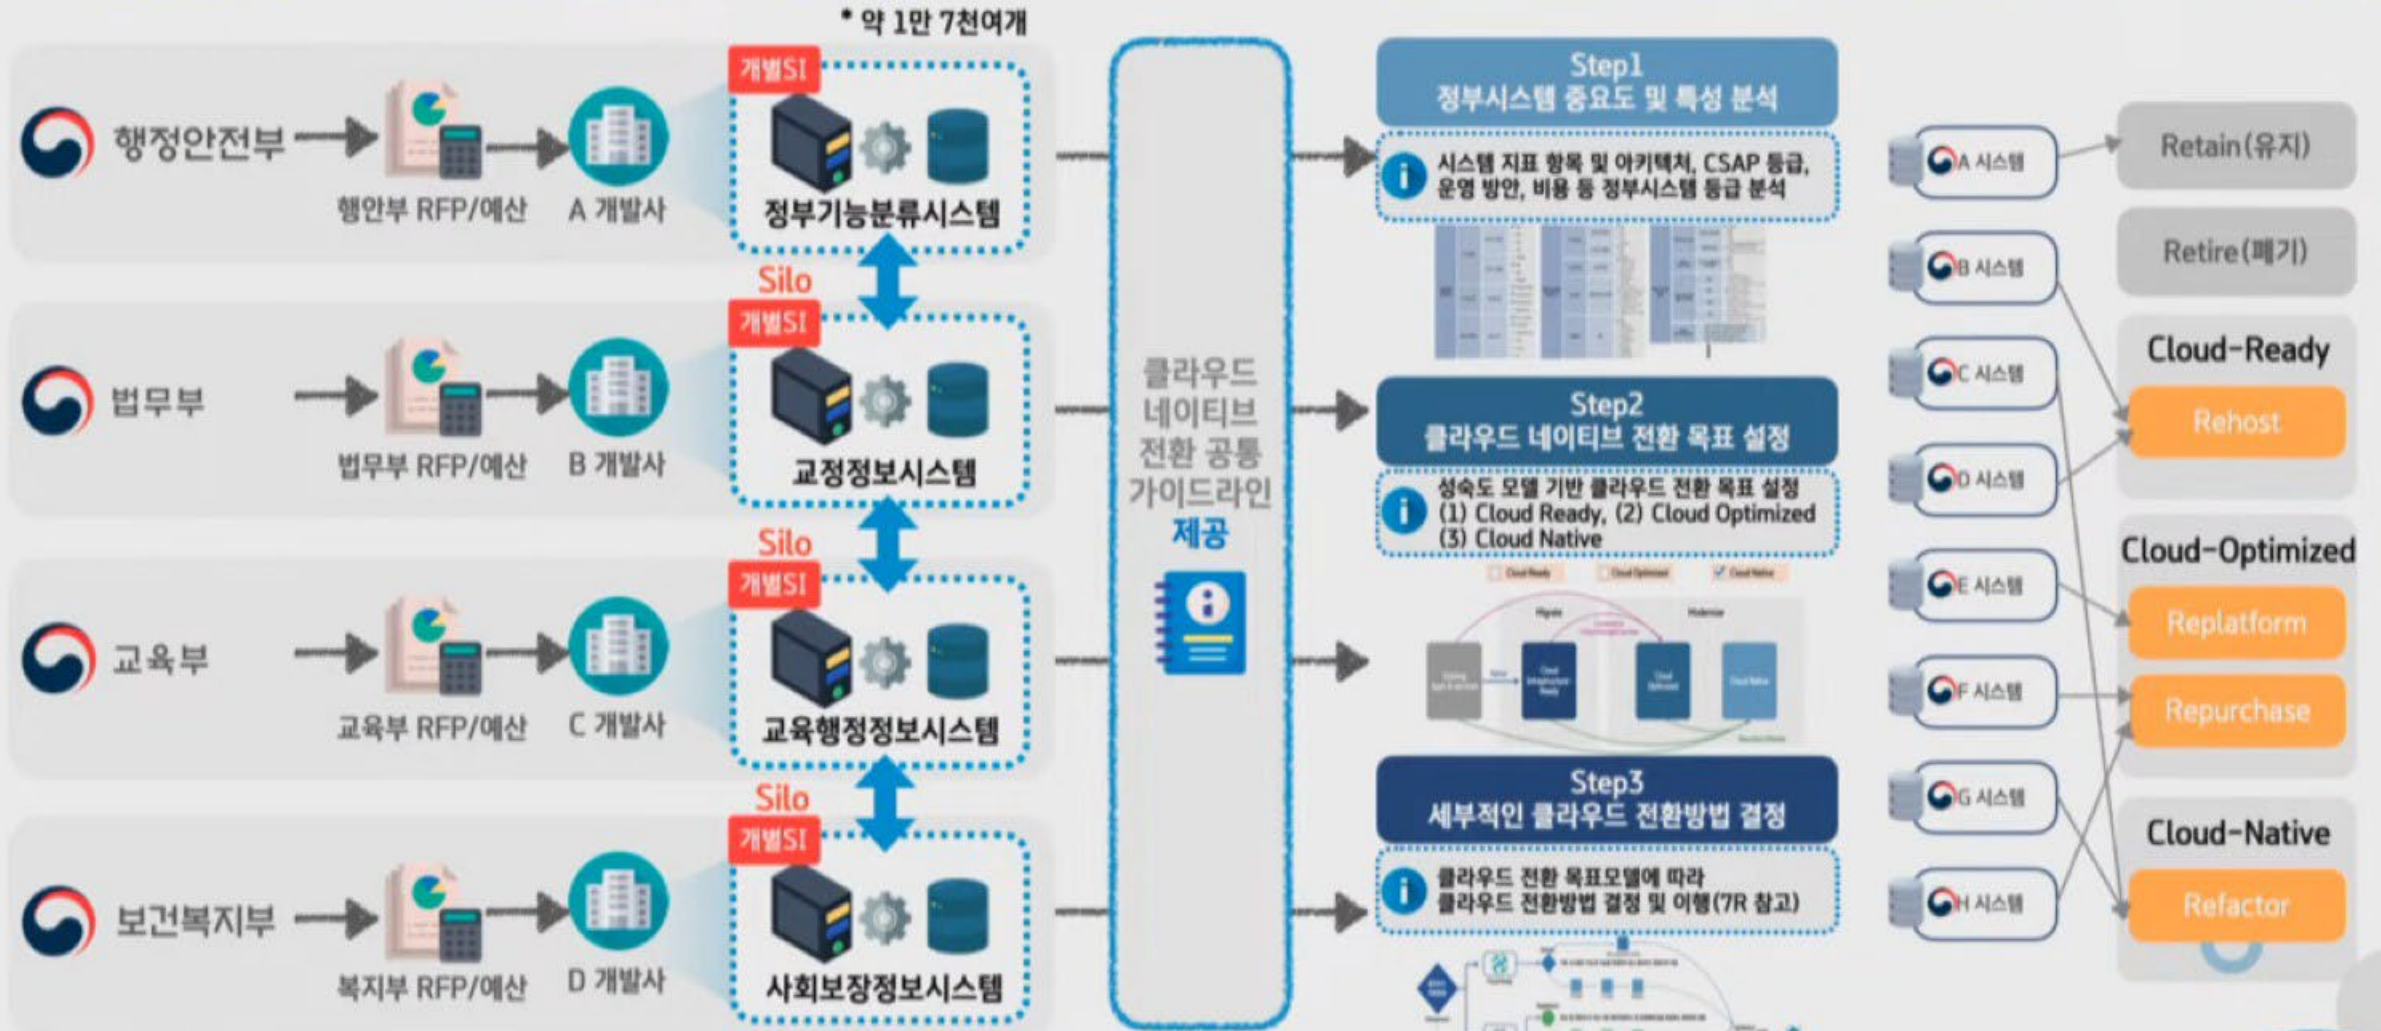 * 약 1만 7천여개
행정안전부
행안부 RFP/예산
A 개발사
개별SI
정부기능분류시스템
Silo
법무부
법무부 RFP/예산
B 개발사
개별SI
교정정보시스템
Silo
교육부
교육부 RFP/예산
C 개발사
개별SI
교육행정정보시스템
Silo
보건복지부
복지부 RFP/예산
D 개발사
개별SI
사회보장정보시스템
클라우드
네이티브
전환 공통
가이드라인
제공
Step1
정부시스템 중요도 및 특성 분석
시스템 지표 항목 및 아키텍처, CSAP 등급,
운영 방안, 비용 등 정부시스템 등급 분석
Step2
클라우드 네이티브 전환 목표 설정
성숙도 모델 기반 클라우드 전환 목표 설정
(1) Cloud Ready, (2) Cloud Optimized
(3) Cloud Native
Cloud Ready
Cloud Optimized
Cloud Native
Migrate
Modernize
Step3
세부적인 클라우드 전환방법 결정
클라우드 전환 목표모델에 따라
클라우드 전환방법 결정 및 이행(7R 참고)
A 시스템
B 시스템
C 시스템
D 시스템
E 시스템
F 시스템
G 시스템
H 시스템
Retain(유지)
Retire(폐기)
Cloud-Ready
Rehost
Cloud-Optimized
Replatform
Repurchase
Cloud-Native
Refactor